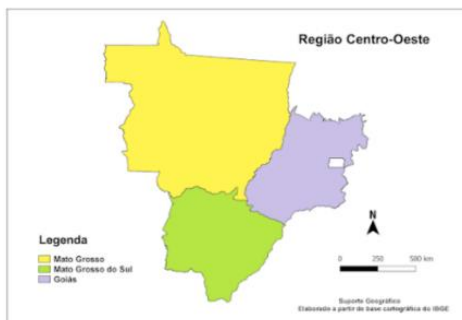 Região Centro-Oeste
N
Legenda
Mato Grosso
Mato Grosso do Sul
Goiás
0 250 500 km
Suporte Geográfico
Elaborado a partir de base cartográfica do IBGE